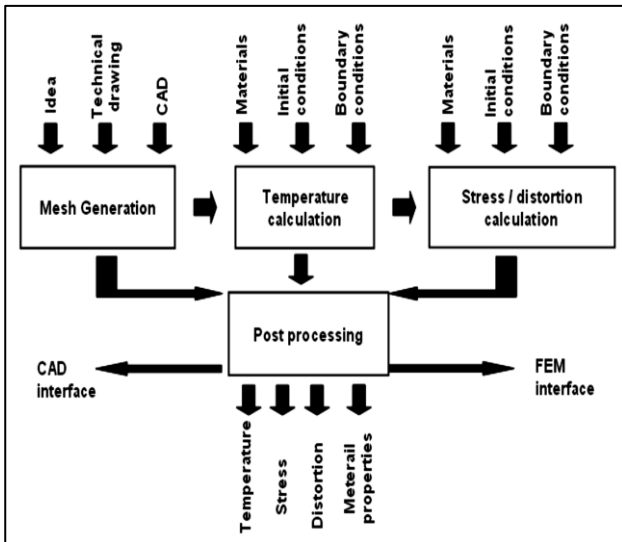 Idea
Technical
drawing
CAD
Materials
Initial
conditions
Boundary
conditions
Materials
Initial
conditions
Boundary
conditions
Mesh Generation
Temperature
calculation
Stress / distortion
calculation
Post processing
CAD
interface
FEM
interface
Temperature
Stress
Distortion
Meterail
properties